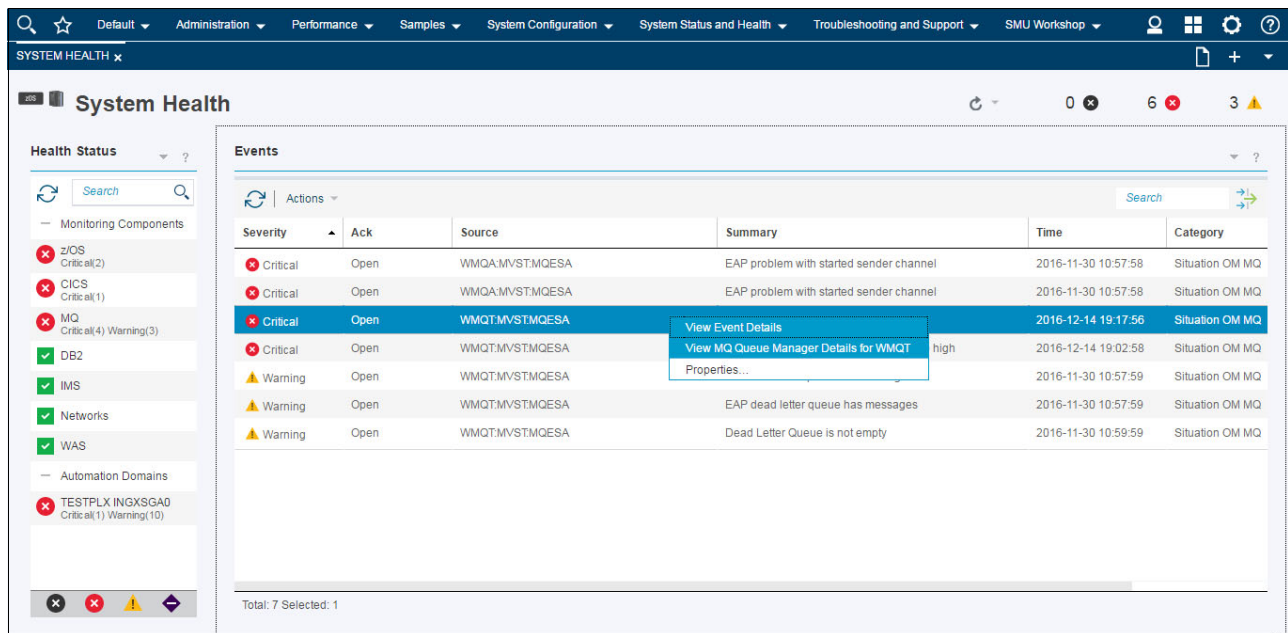 Default Administration Performance Samples System Configuration System Status and Health Troubleshooting and Support SMU Workshop
SYSTEM HEALTH x
z/OS System Health 0 6 3
Health Status ?
Search
Monitoring Components
z/OS
Critical(2)
CICS
Critical(1)
MQ
Critical(4) Warning(3)
DB2
IMS
Networks
WAS
Automation Domains
TESTPLX INGXSGA0
Critical(1) Warning(10)
Events ?
Actions Search
Severity Ack Source Summary Time Category
Critical Open WMQA:MVST:MQESA EAP problem with started sender channel 2016-11-30 10:57:58 Situation OM MQ
Critical Open WMQA:MVST:MQESA EAP problem with started sender channel 2016-11-30 10:57:58 Situation OM MQ
Critical Open WMQT:MVST:MQESA 2016-12-14 19:17:56 Situation OM MQ
Critical Open WMQT:MVST:MQESA high 2016-12-14 19:02:58 Situation OM MQ
Warning Open WMQT:MVST:MQESA 2016-11-30 10:57:59 Situation OM MQ
Warning Open WMQT:MVST:MQESA EAP dead letter queue has messages 2016-11-30 10:57:59 Situation OM MQ
Warning Open WMQT:MVST:MQESA Dead Letter Queue is not empty 2016-11-30 10:59:59 Situation OM MQ
View Event Details
View MQ Queue Manager Details for WMQT
Properties...
Total: 7 Selected: 1